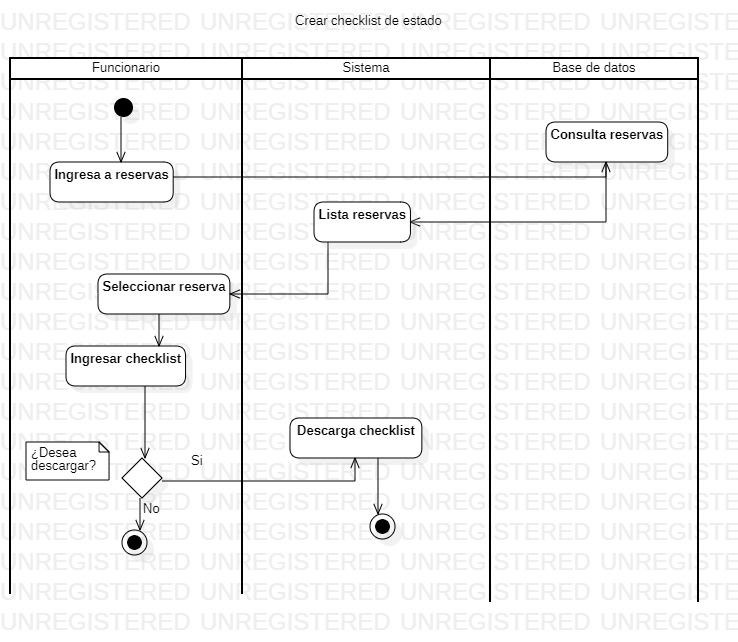 Crear checklist de estado
Funcionario
Sistema
Base de datos
Consulta reservas
Ingresa a reservas
Lista reservas
Seleccionar reserva
Ingresar checklist
Descarga checklist
¿Desea
descargar?
Si
No
UNREGISTERED UNREGISTERED UNREGISTERED UNREGISTE